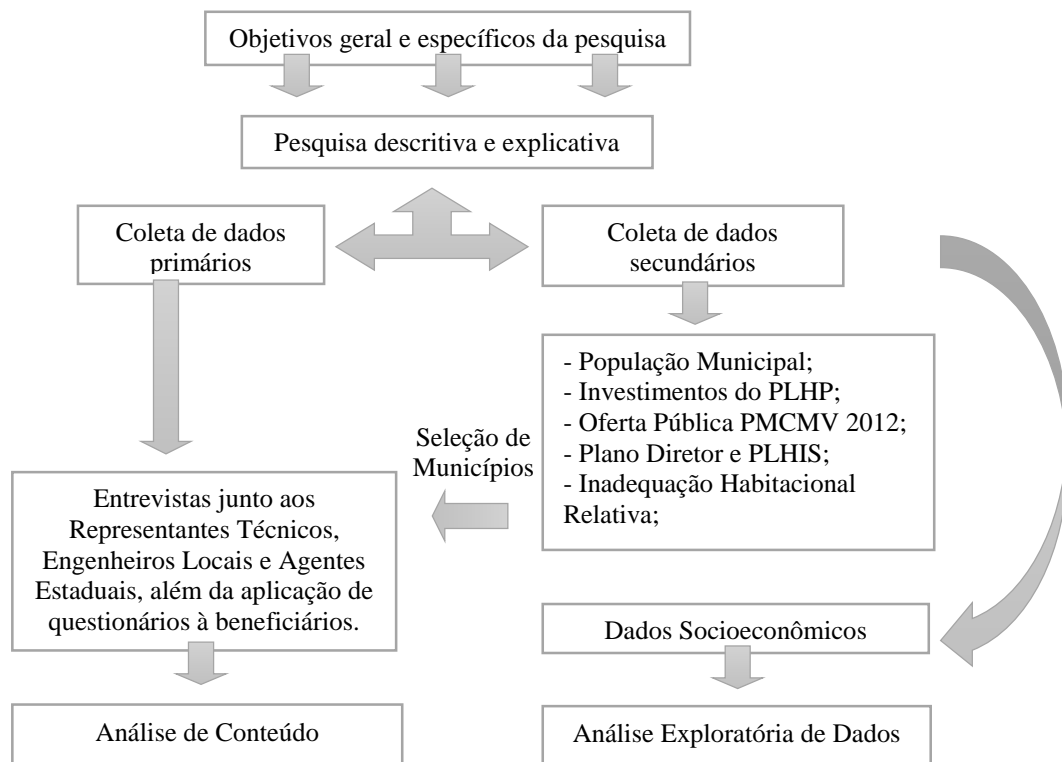 Objetivos geral e específicos da pesquisa
Pesquisa descritiva e explicativa
Coleta de dados
primários
Coleta de dados
secundários
- População Municipal;
- Investimentos do PLHP;
- Oferta Pública PMCMV 2012;
- Plano Diretor e PLHIS;
- Inadequação Habitacional
Relativa;
Seleção de
Municípios
Entrevistas junto aos
Representantes Técnicos,
Engenheiros Locais e Agentes
Estaduais, além da aplicação de
questionários à beneficiários.
Dados Socioeconômicos
Análise de Conteúdo
Análise Exploratória de Dados